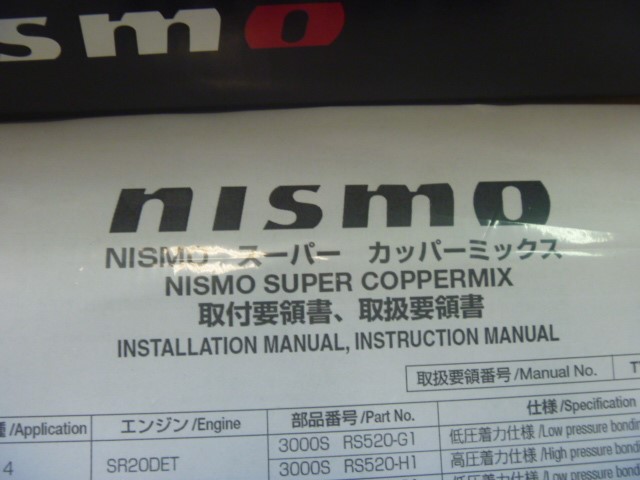 smo
nismo
NISMO スーパー カッパーミックス
NISMO SUPER COPPERMIX
取付要領書、取扱要領書
INSTALLATION MANUAL, INSTRUCTION MANUAL
取扱要領番号/Manual No.
/Application エンジン/Engine 部品番号/Part No. 仕様/Specification
4 SR20DET 3000S RS520-G1 低圧着力仕様/Low pressure bondin
3000S RS520-H1 高圧着力仕様/High pressure bondin